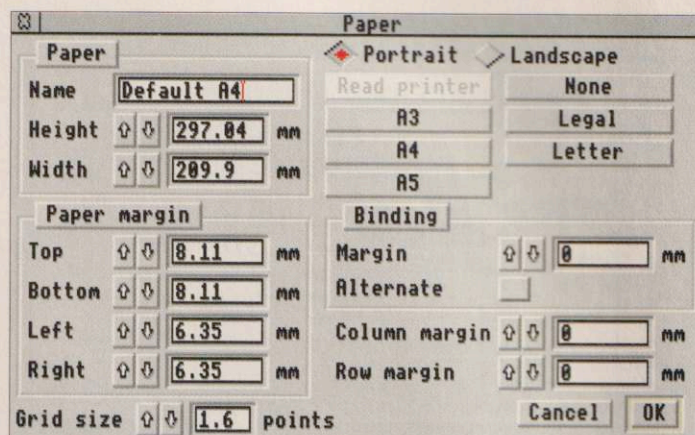 Paper
Paper
Name Default A4
Height 297.04 mm
Width 209.9 mm
Portrait Landscape
Read printer None
A3 Legal
A4 Letter
A5
Paper margin
Top 8.11 mm
Bottom 8.11 mm
Left 6.35 mm
Right 6.35 mm
Binding
Margin 0 mm
Alternate
Column margin 0 mm
Row margin 0 mm
Grid size 1.6 points
Cancel OK